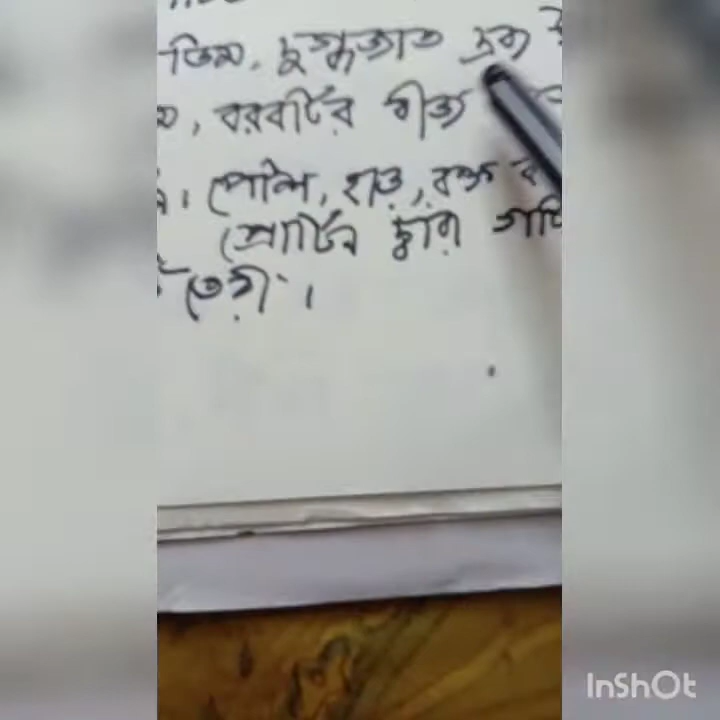 ডিম, দুগ্ধজাত দ্রব্য
বরবটির বীজ
পেশি, হাড়, রক্ত
প্রোটিন দ্বারা
তৈরী।
InShOt